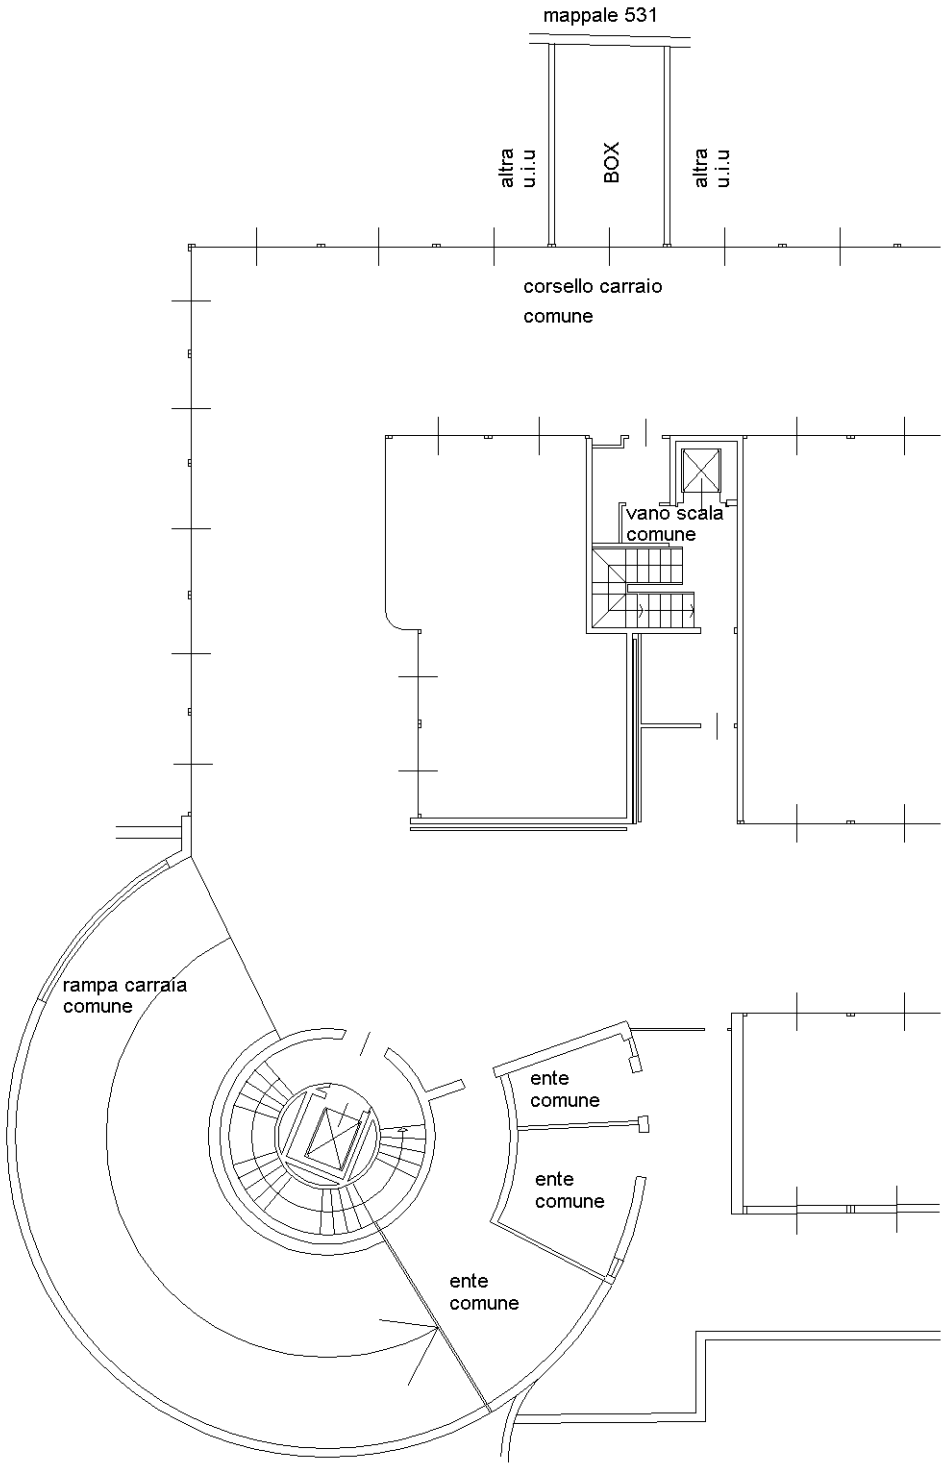 mappale 531
altra
u.i.u
BOX
altra
u.i.u
corsello carraio
comune
vano scala
comune
rampa carraia
comune
ente
comune
ente
comune
ente
comune